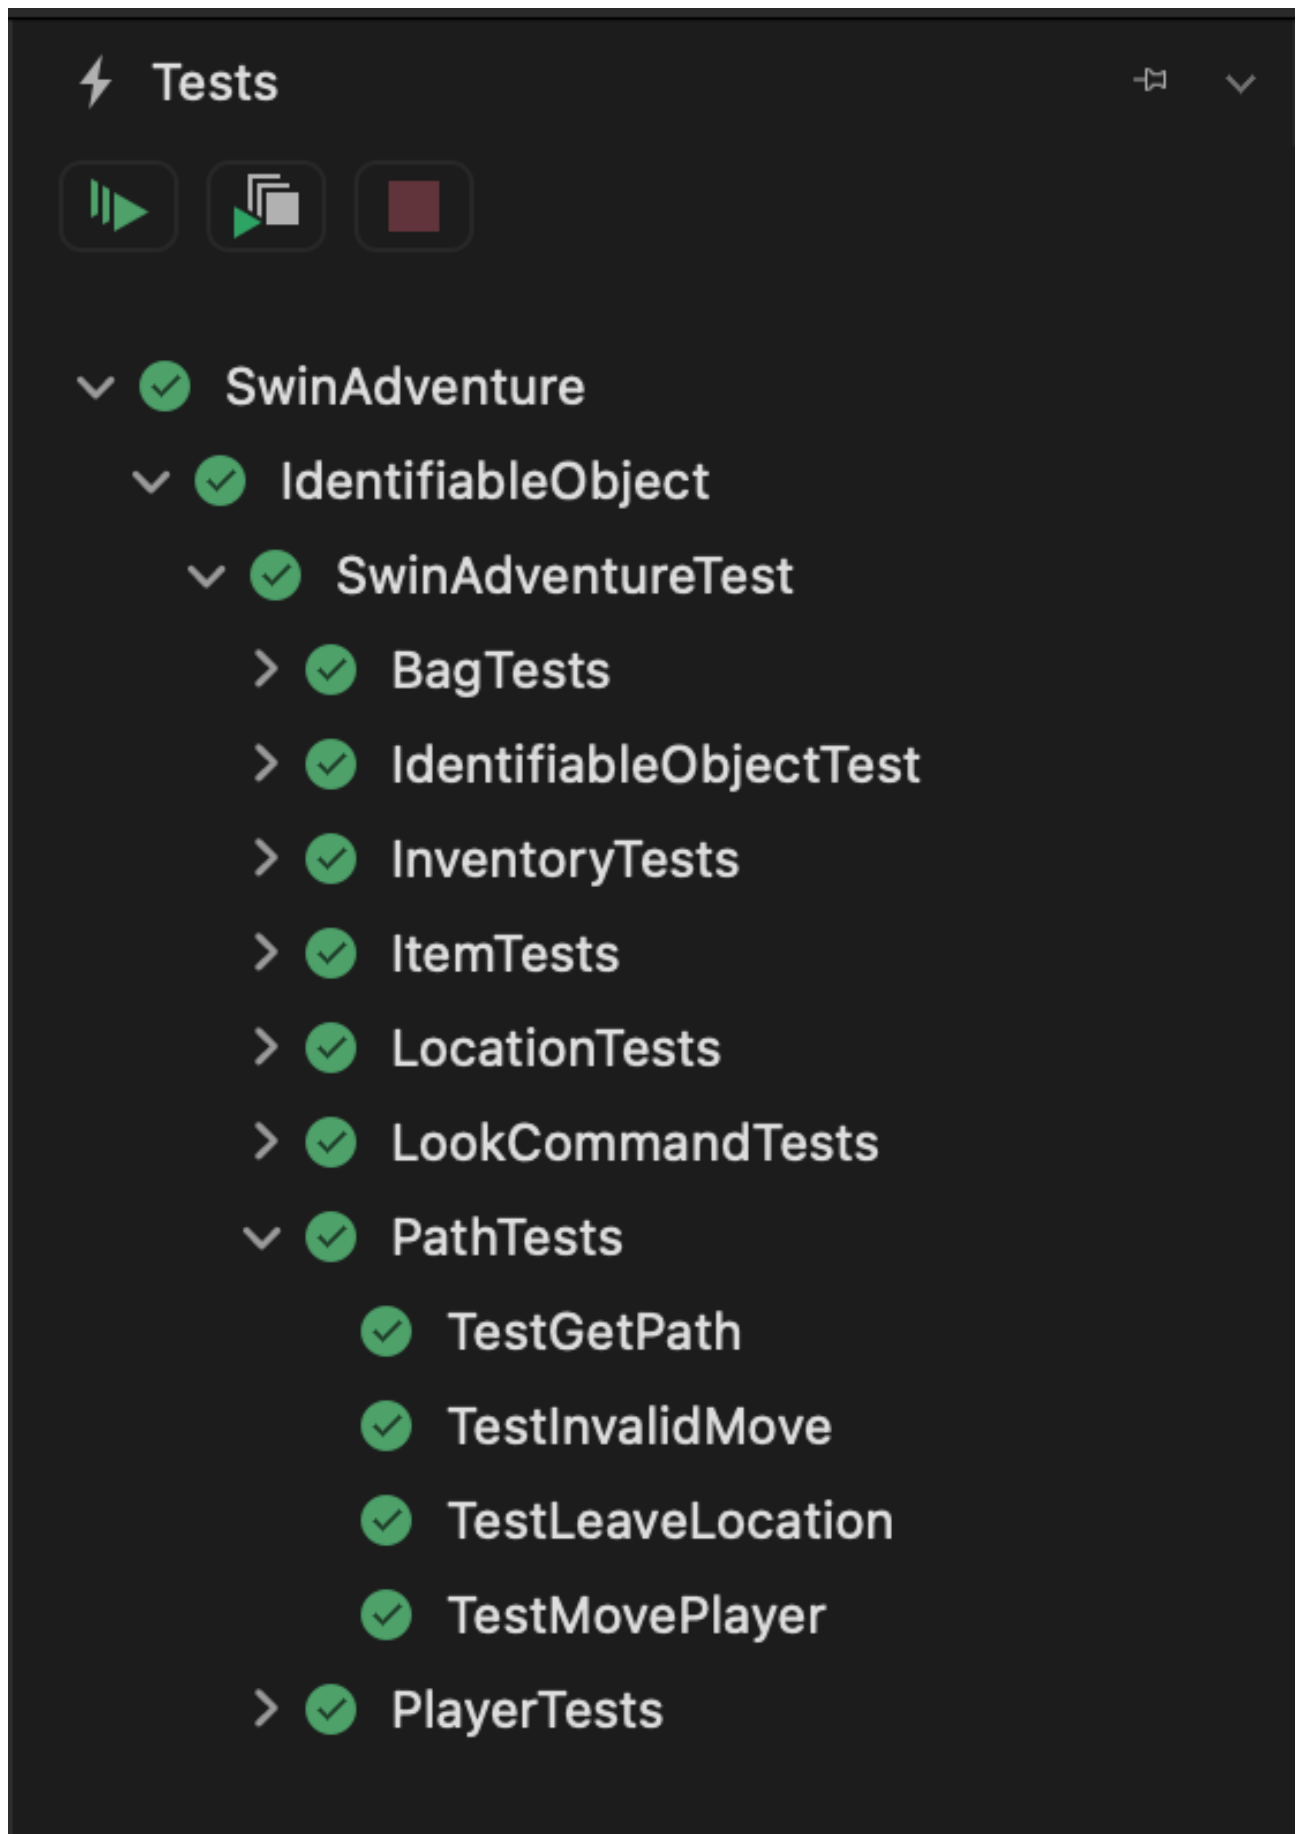 Tests
SwinAdventure
IdentifiableObject
SwinAdventureTest
BagTests
IdentifiableObjectTest
InventoryTests
ItemTests
LocationTests
LookCommandTests
PathTests
TestGetPath
TestInvalidMove
TestLeaveLocation
TestMovePlayer
PlayerTests